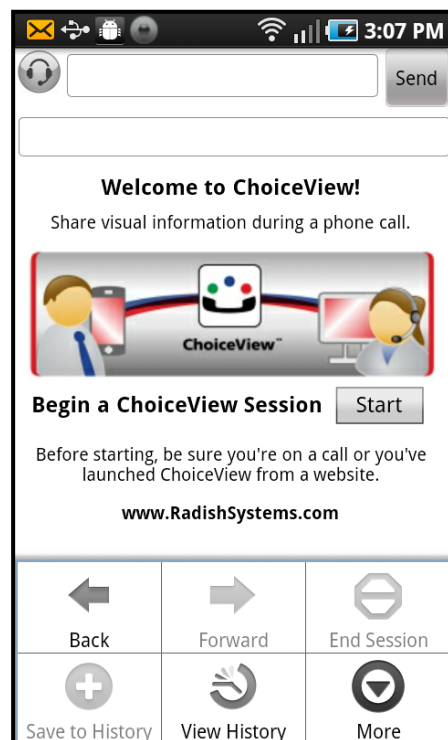 3:07 PM
Send
Welcome to ChoiceView!
Share visual information during a phone call.
ChoiceView™
Begin a ChoiceView Session Start
Before starting, be sure you're on a call or you've
launched ChoiceView from a website.
www.RadishSystems.com
Back Forward End Session
Save to History View History More